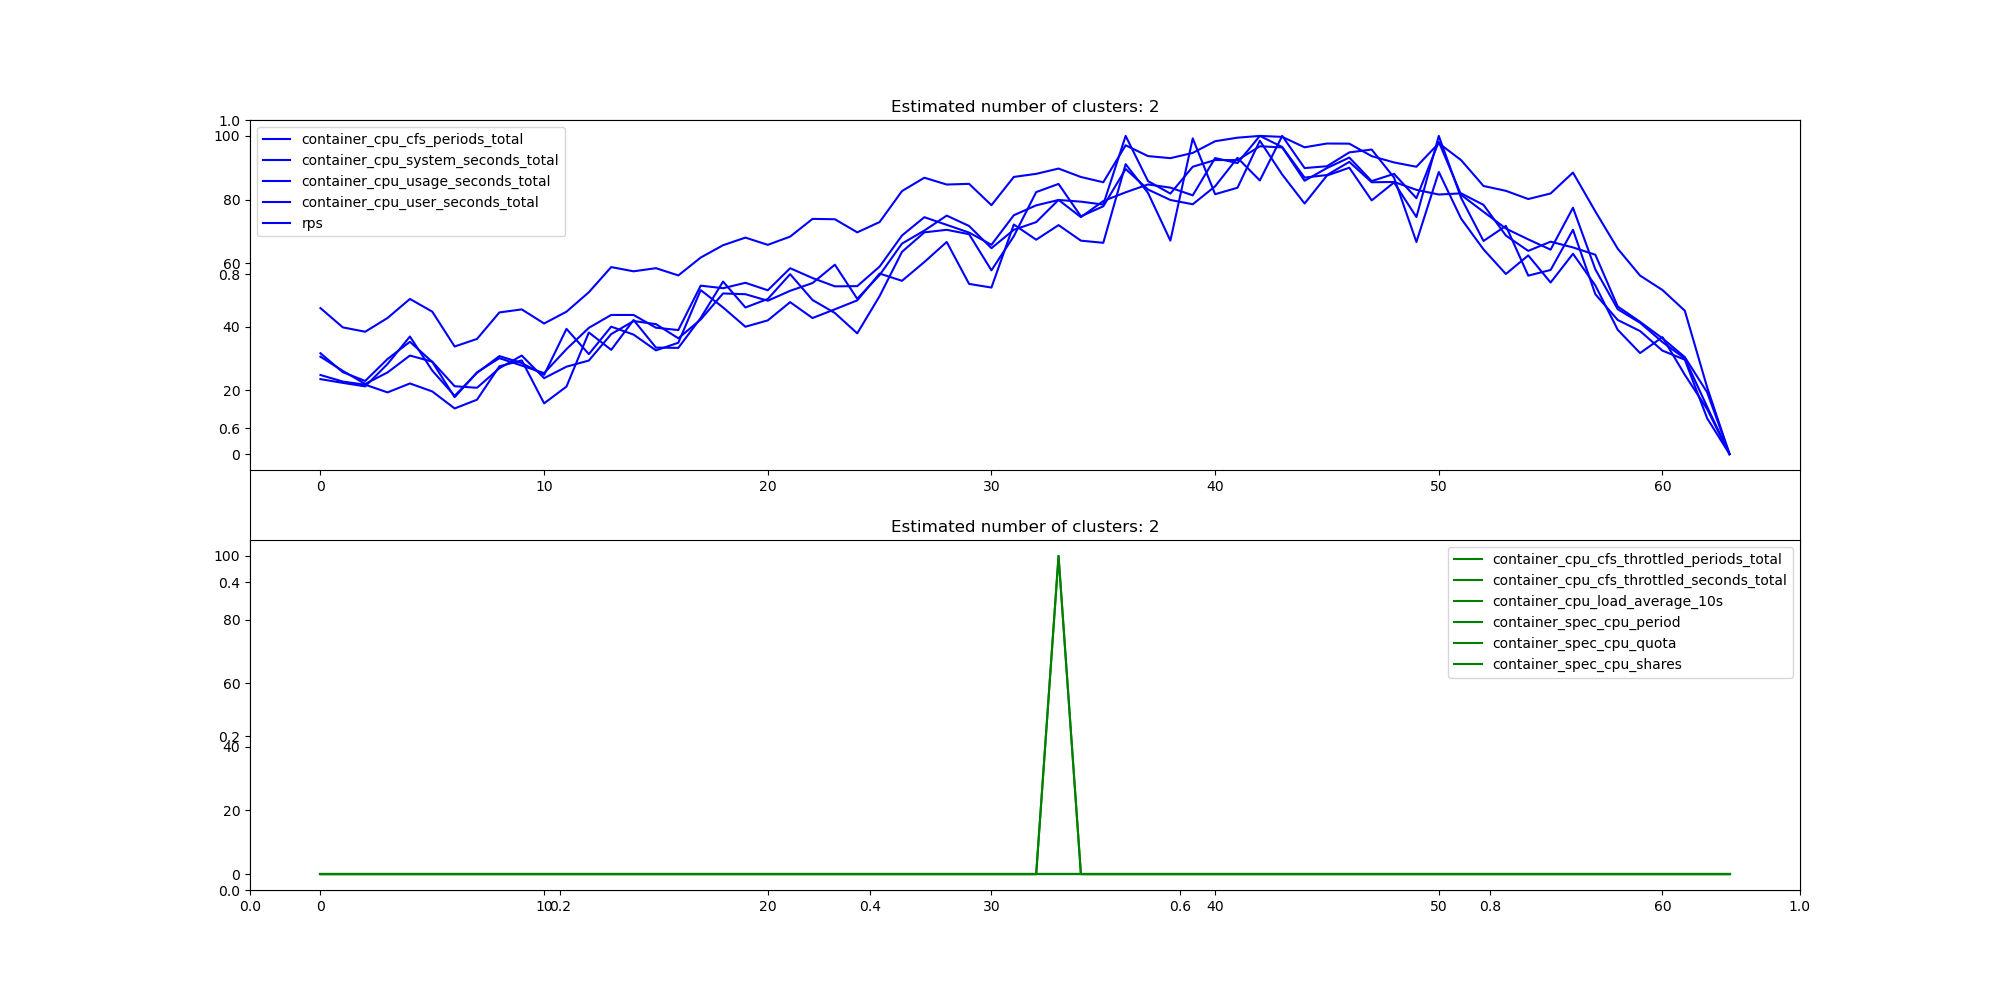 Estimated number of clusters: 2
1.0
100
container_cpu_cfs_periods_total
container_cpu_system_seconds_total
container_cpu_usage_seconds_total
container_cpu_user_seconds_total
rps
80
60
0.8
40
20
0.6
0
0 10 20 30 40 50 60
Estimated number of clusters: 2
100
0.4
container_cpu_cfs_throttled_periods_total
container_cpu_cfs_throttled_seconds_total
container_cpu_load_average_10s
container_spec_cpu_period
container_spec_cpu_quota
container_spec_cpu_shares
80
60
0.2
40
20
0
0.0
0.0 0 10 0.2 20 0.4 30 0.6 40 50 0.8 60 1.0